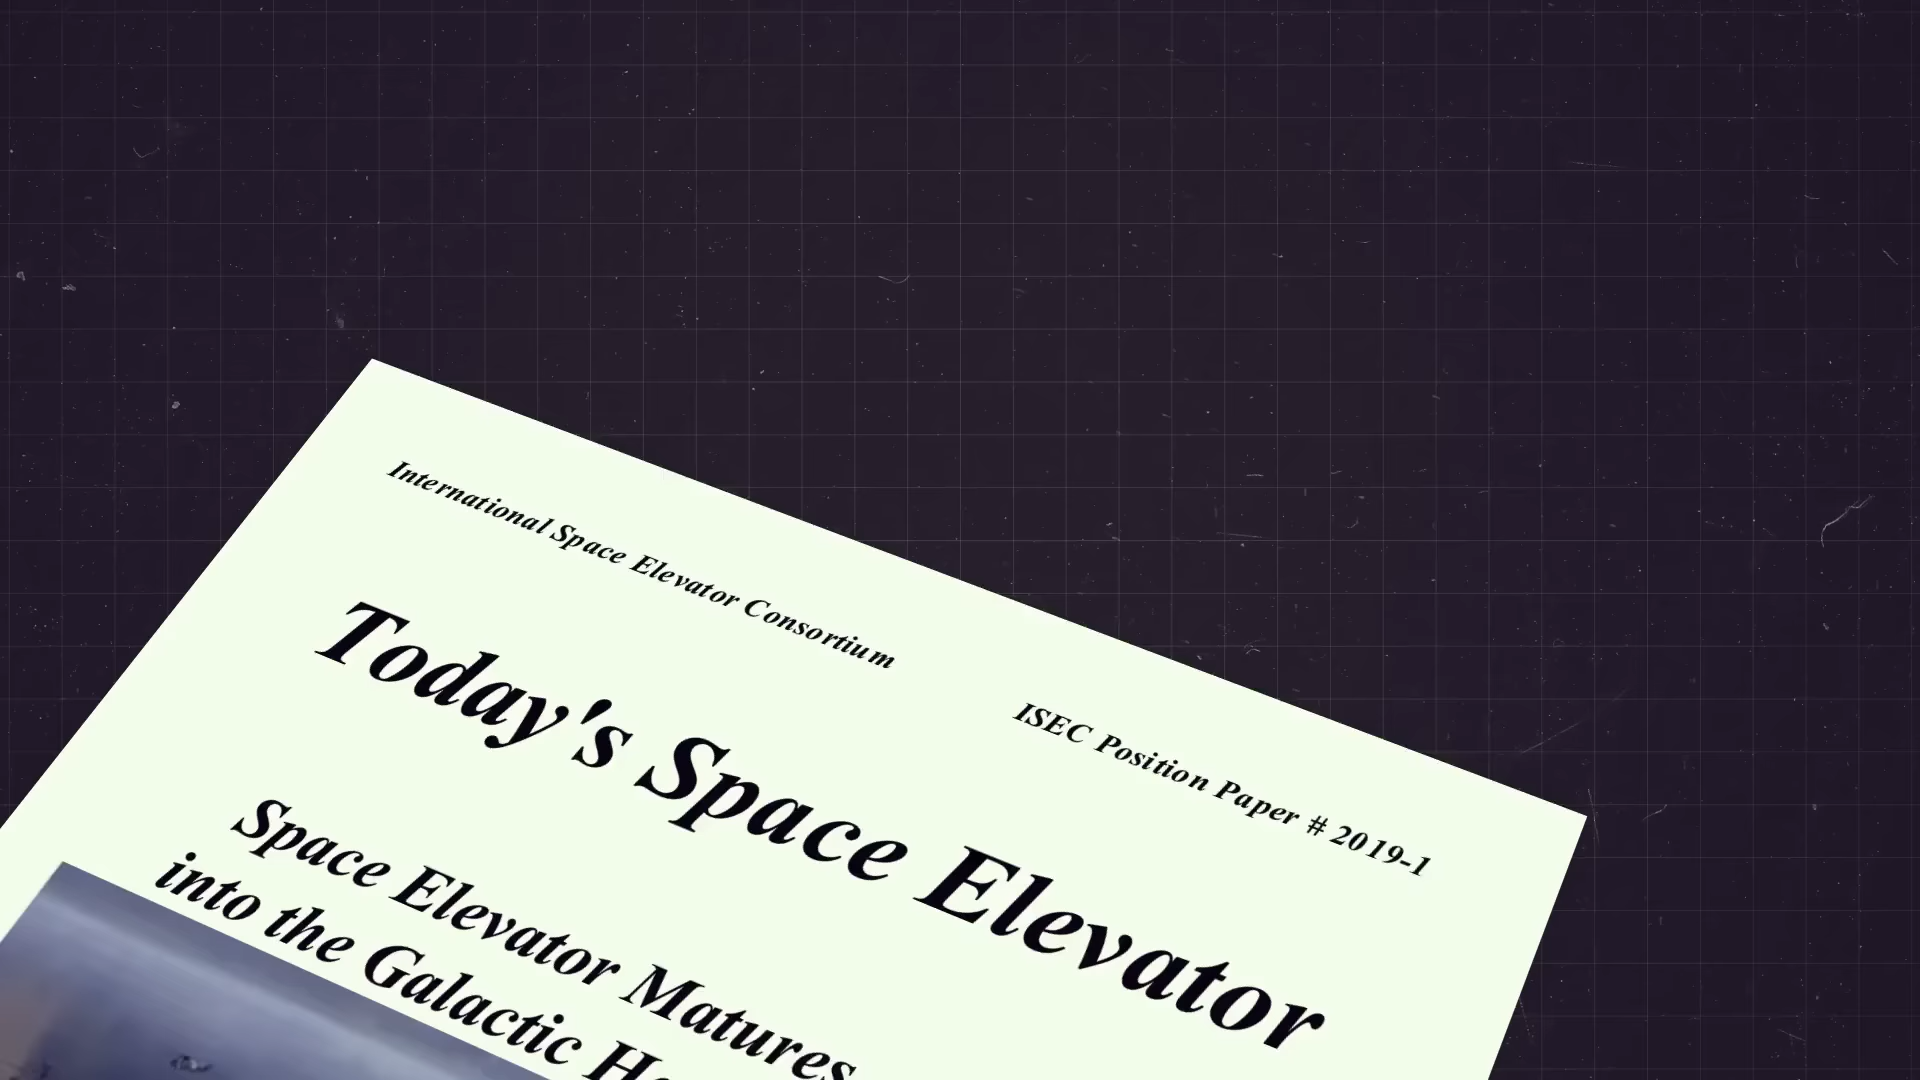 International Space Elevator Consortium
ISEC Position Paper # 2019-1
Today's Space Elevator
Space Elevator Matures
into the Galactic